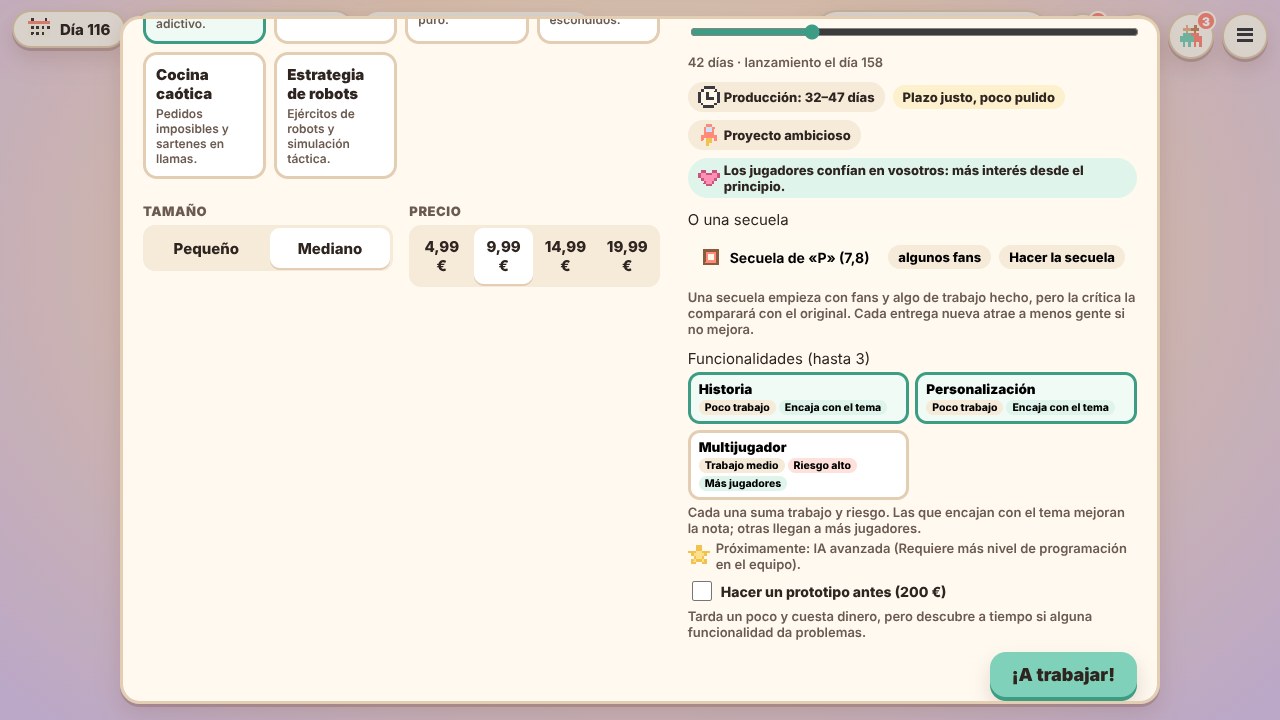 Día 116
3
adictivo.
puro.
escondidos.
Cocina
caótica
Pedidos
imposibles y
sartenes en
llamas.
Estrategia
de robots
Ejércitos de
robots y
simulación
táctica.
TAMAÑO
Pequeño
Mediano
PRECIO
4,99
€
9,99
€
14,99
€
19,99
€
42 días · lanzamiento el día 158
Producción: 32–47 días
Plazo justo, poco pulido
Proyecto ambicioso
Los jugadores confían en vosotros: más interés desde el
principio.
O una secuela
Secuela de «P» (7,8)
algunos fans
Hacer la secuela
Una secuela empieza con fans y algo de trabajo hecho, pero la crítica la
comparará con el original. Cada entrega nueva atrae a menos gente si
no mejora.
Funcionalidades (hasta 3)
Historia
Poco trabajo
Encaja con el tema
Personalización
Poco trabajo
Encaja con el tema
Multijugador
Trabajo medio
Riesgo alto
Más jugadores
Cada una suma trabajo y riesgo. Las que encajan con el tema mejoran
la nota; otras llegan a más jugadores.
Próximamente: IA avanzada (Requiere más nivel de programación
en el equipo).
Hacer un prototipo antes (200 €)
Tarda un poco y cuesta dinero, pero descubre a tiempo si alguna
funcionalidad da problemas.
¡A trabajar!